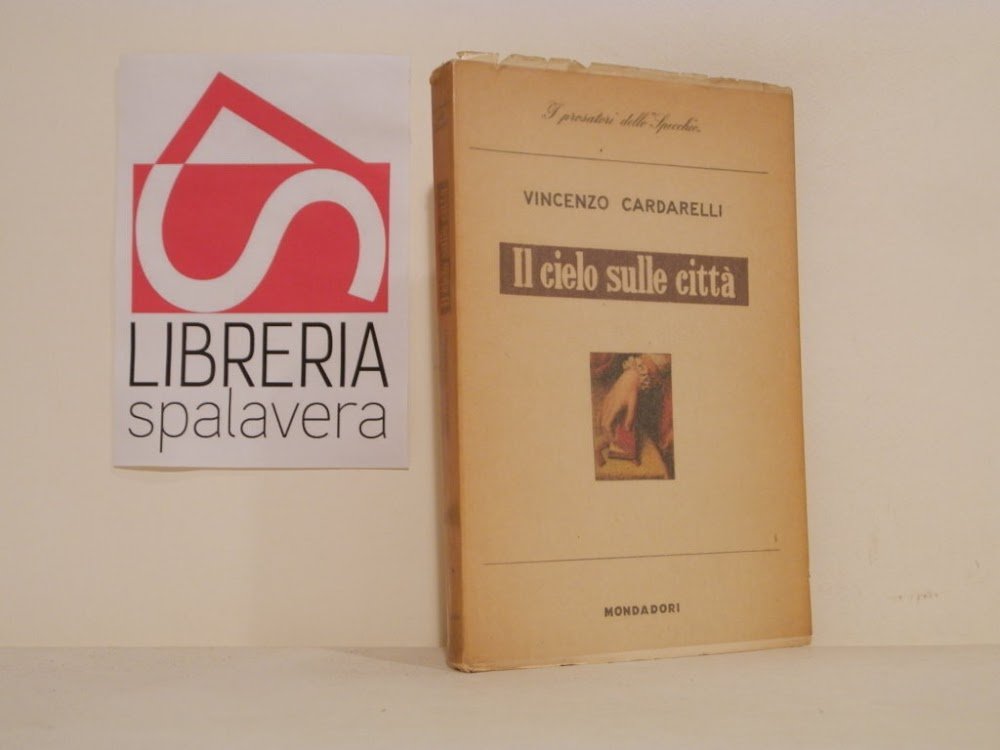 LIBRERIA
spalavera
I prosatori dello "Specchio"
VINCENZO CARDARELLI
Il cielo sulle città
MONDADORI